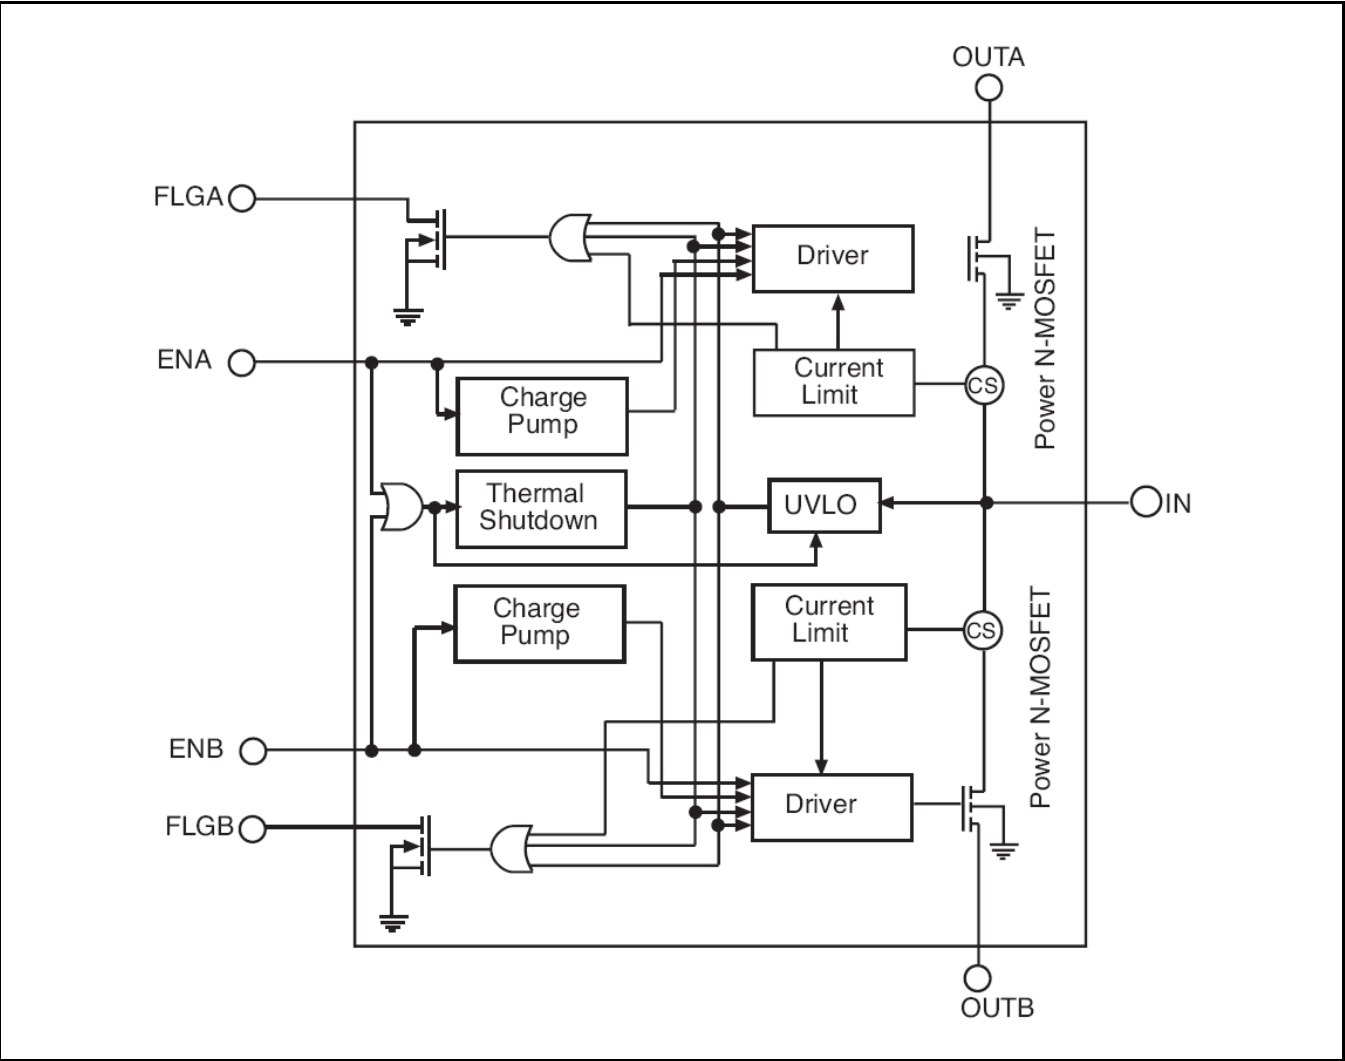 OUTA
FLGA
Driver
Power N-MOSFET
ENA
Current
Limit
CS
Charge
Pump
Thermal
Shutdown
UVLO
IN
Charge
Pump
Current
Limit
CS
Power N-MOSFET
ENB
Driver
FLGB
OUTB